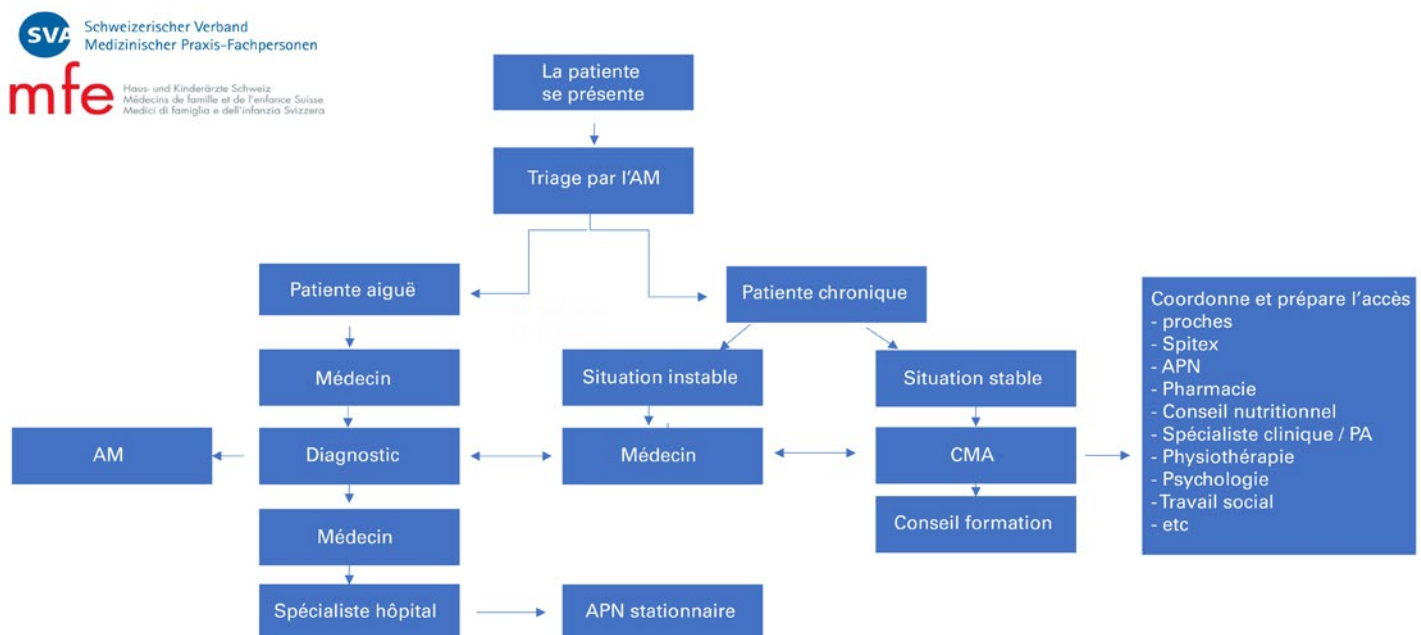 SVA
Schweizerischer Verband
Medizinischer Praxis-Fachpersonen
mfe
Haus- und Kinderärzte Schweiz
Médecins de famille et de l'enfance Suisse
Medici di famiglia e dell'infanzia Svizzera
La patiente
se présente
Triage par l'AM
Patiente aiguë
Patiente chronique
Médecin
Situation instable
Situation stable
AM
Diagnostic
Médecin
CMA
Médecin
Conseil formation
Spécialiste hôpital
APN stationnaire
Coordonne et prépare l'accès
- proches
- Spitex
- APN
- Pharmacie
- Conseil nutritionnel
- Spécialiste clinique / PA
- Physiothérapie
- Psychologie
- Travail social
- etc